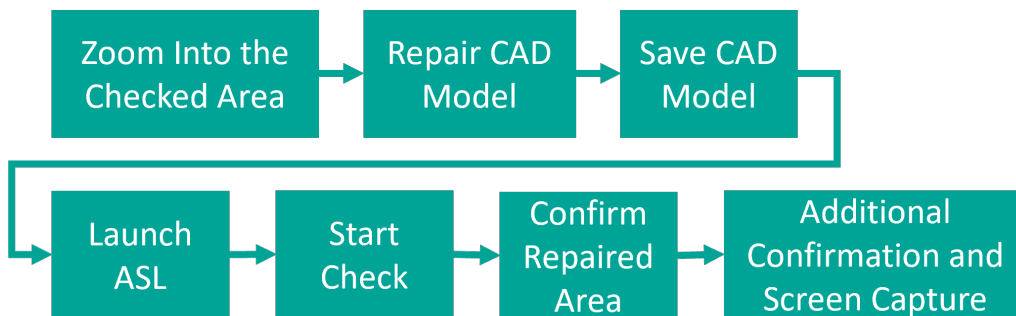 Zoom Into the
Checked Area
Repair CAD
Model
Save CAD
Model
Launch
ASL
Start
Check
Confirm
Repaired
Area
Additional
Confirmation and
Screen Capture